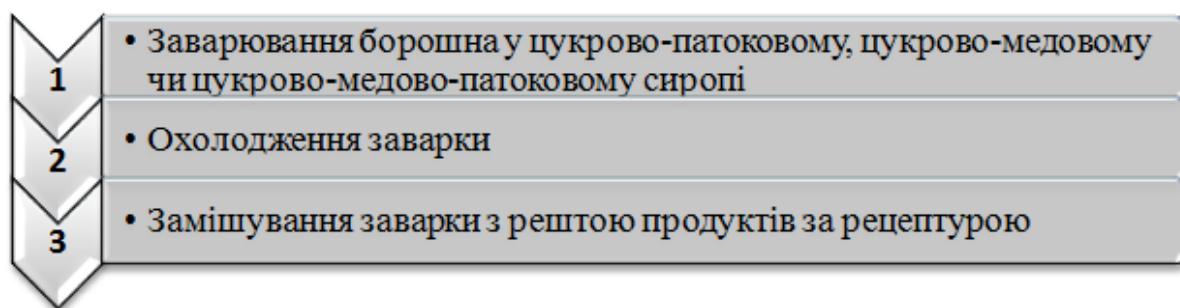 1
• Заварювання борошна у цукрово-патоковому, цукрово-медовому
чи цукрово-медово-патоковому сиропі
2
• Охолодження заварки
3
• Замішування заварки з рештою продуктів за рецептурою